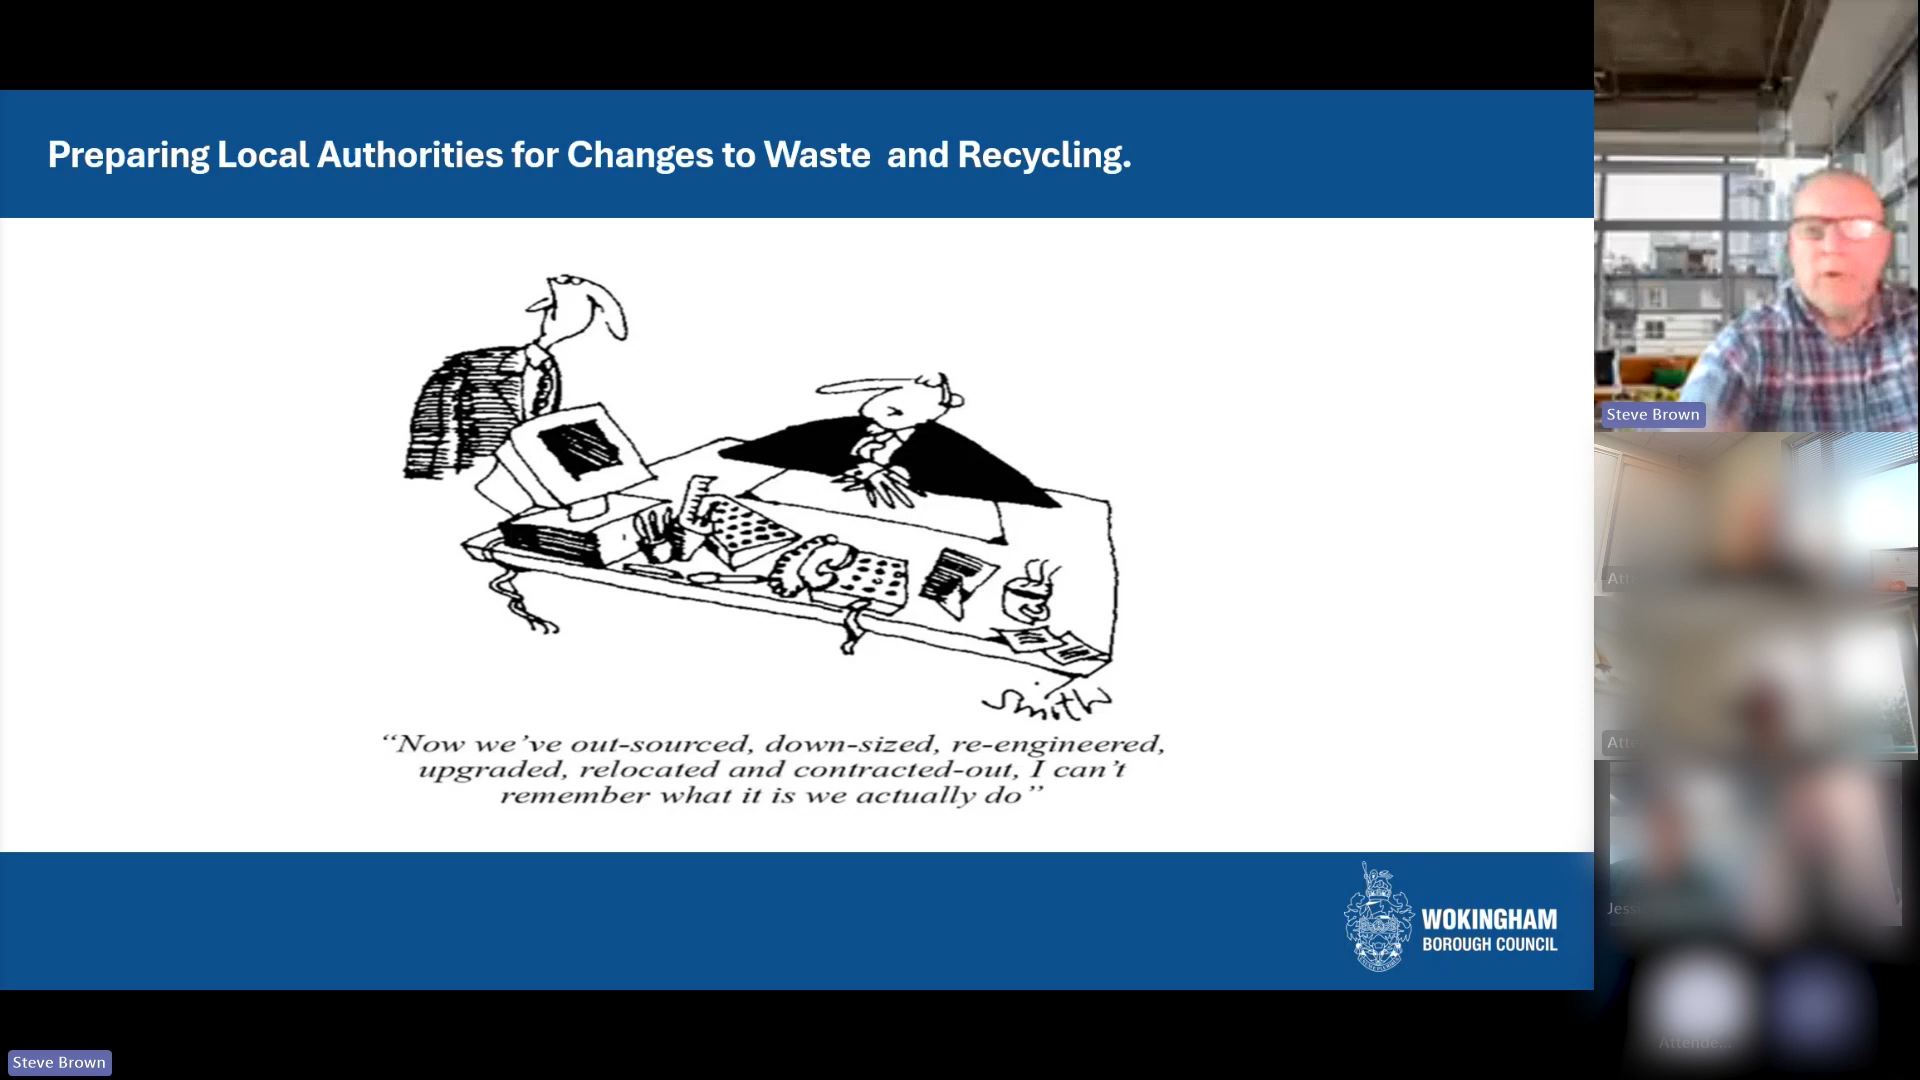 Preparing Local Authorities for Changes to Waste  and Recycling.
Smith
“Now we’ve out-sourced, down-sized, re-engineered,
upgraded, relocated and contracted-out, I can’t
remember what it is we actually do”
WOKINGHAM
BOROUGH COUNCIL
Steve Brown
Steve Brown
Attende...